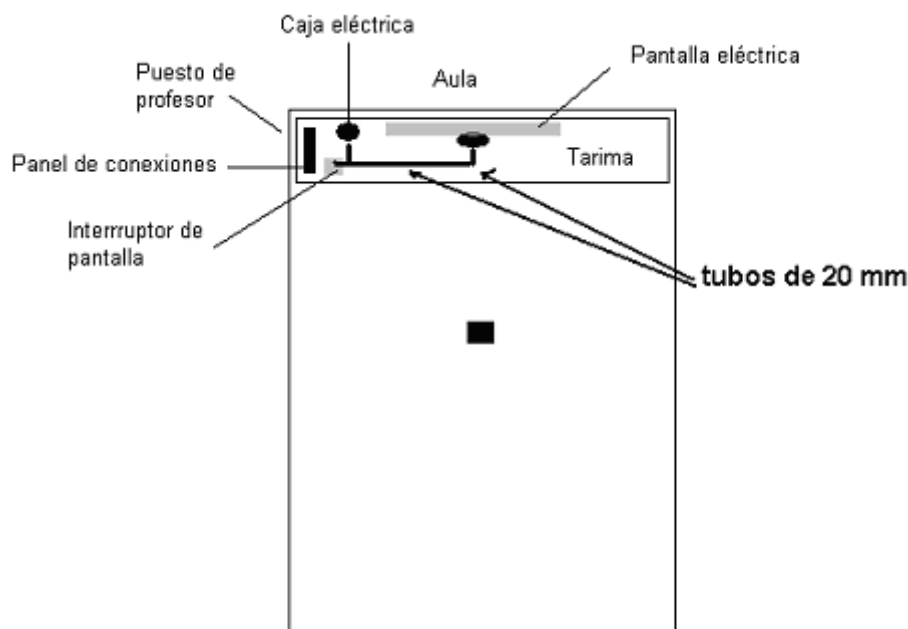 Caja eléctrica
Pantalla eléctrica
Aula
Puesto de
profesor
Panel de conexiones
Tarima
Interrruptor de
pantalla
tubos de 20 mm